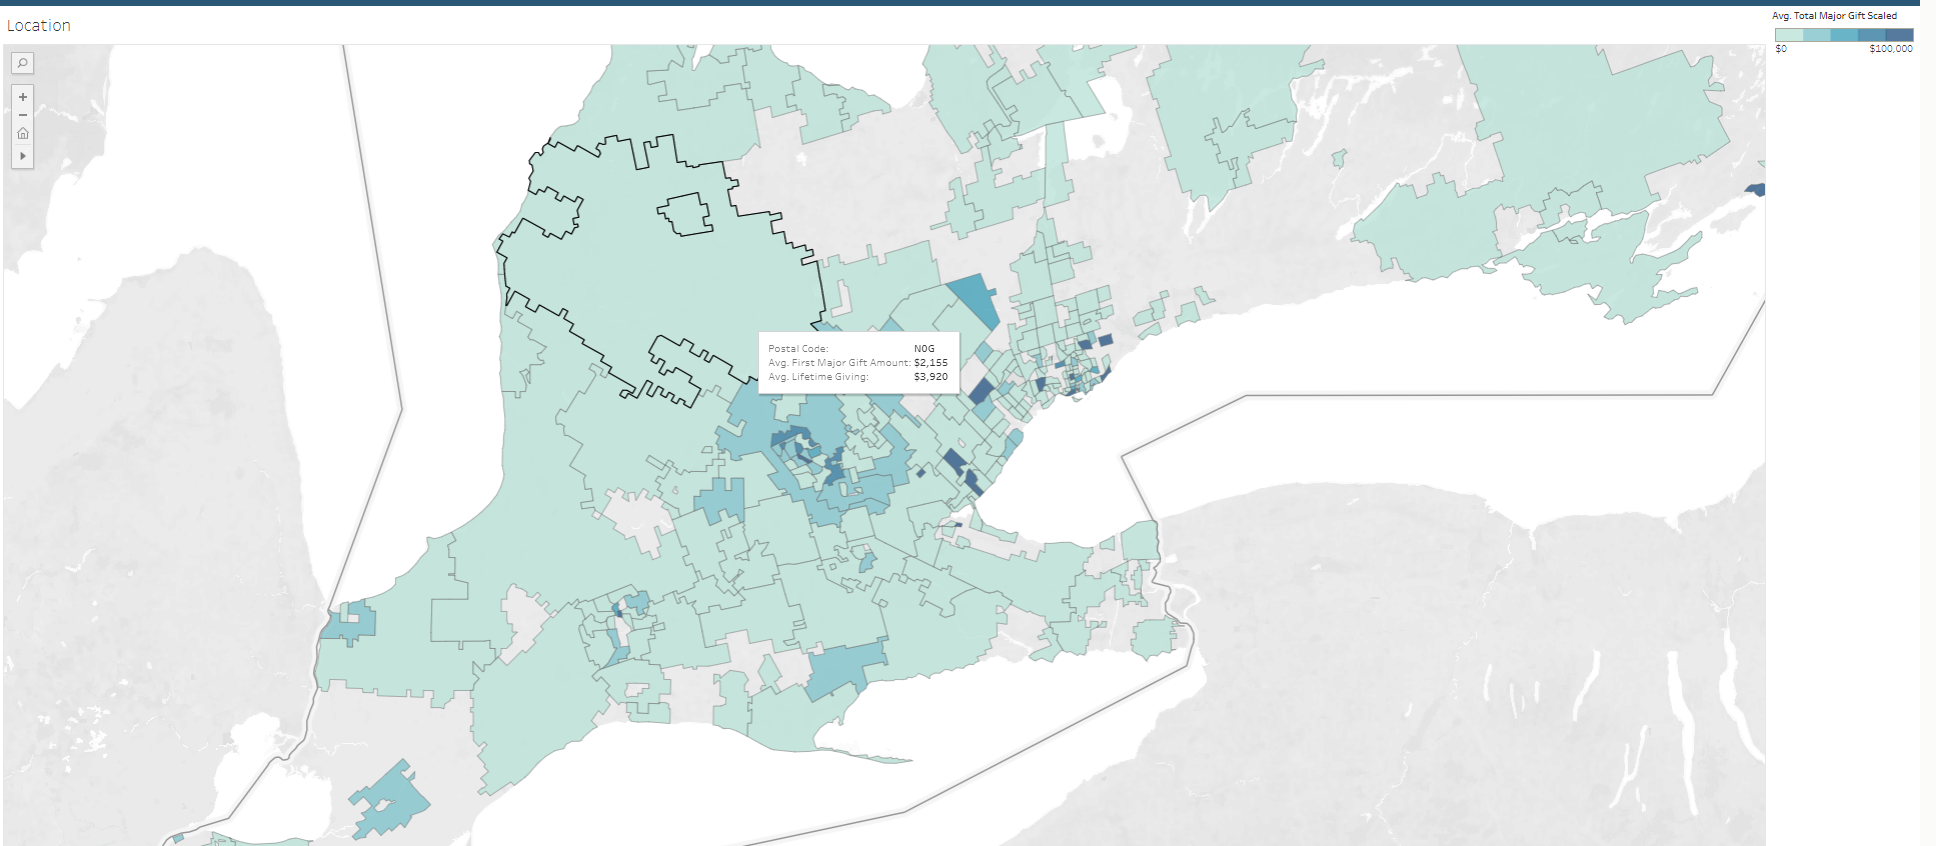 Location
Avg. Total Major Gift Scaled
$0 $100,000
Postal Code: N0G
Avg. First Major Gift Amount: $2,155
Avg. Lifetime Giving: $3,920